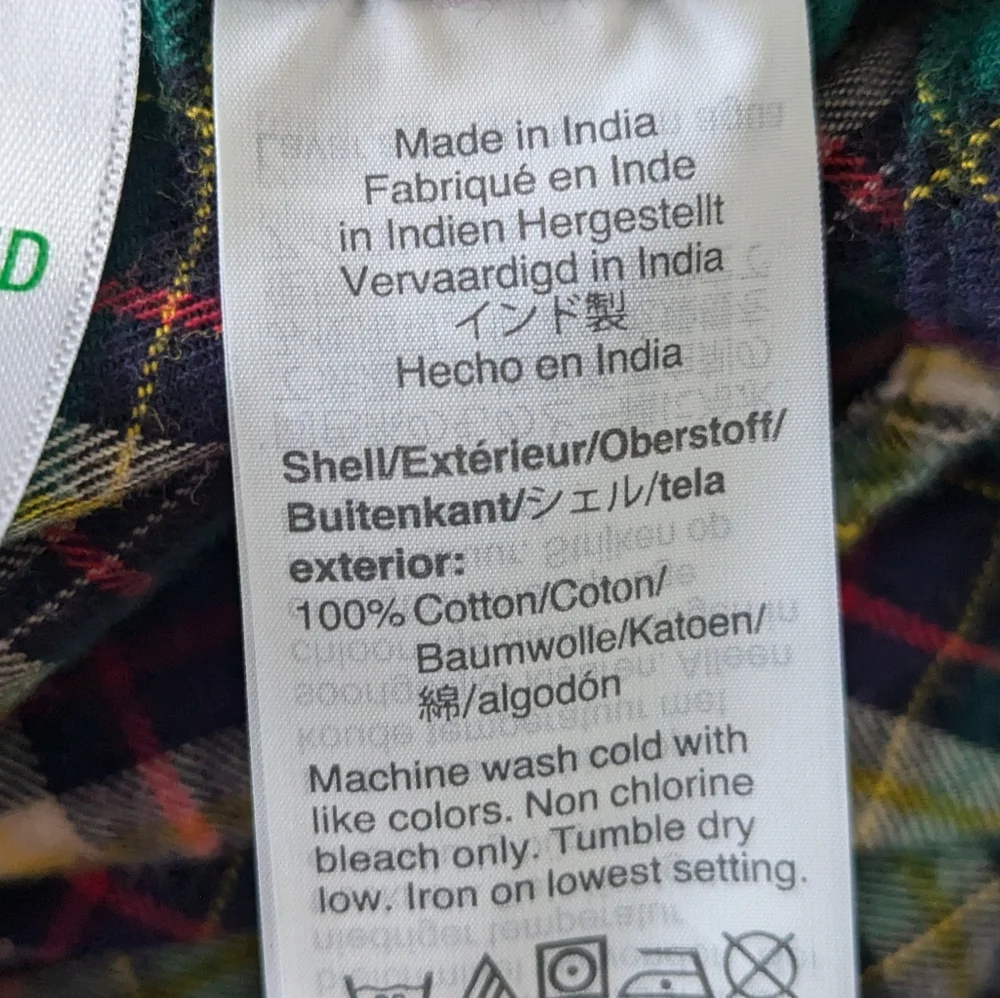 D
Made in India
Fabriqué en Inde
in Indien Hergestellt
Vervaardigd in India
インド製
Hecho en India
Shell/Extérieur/Oberstoff/
Buitenkant/シェル/tela
exterior:
100% Cotton/Coton/
Baumwolle/Katoen/
綿/algodón
Machine wash cold with
like colors. Non chlorine
bleach only. Tumble dry
low. Iron on lowest setting.